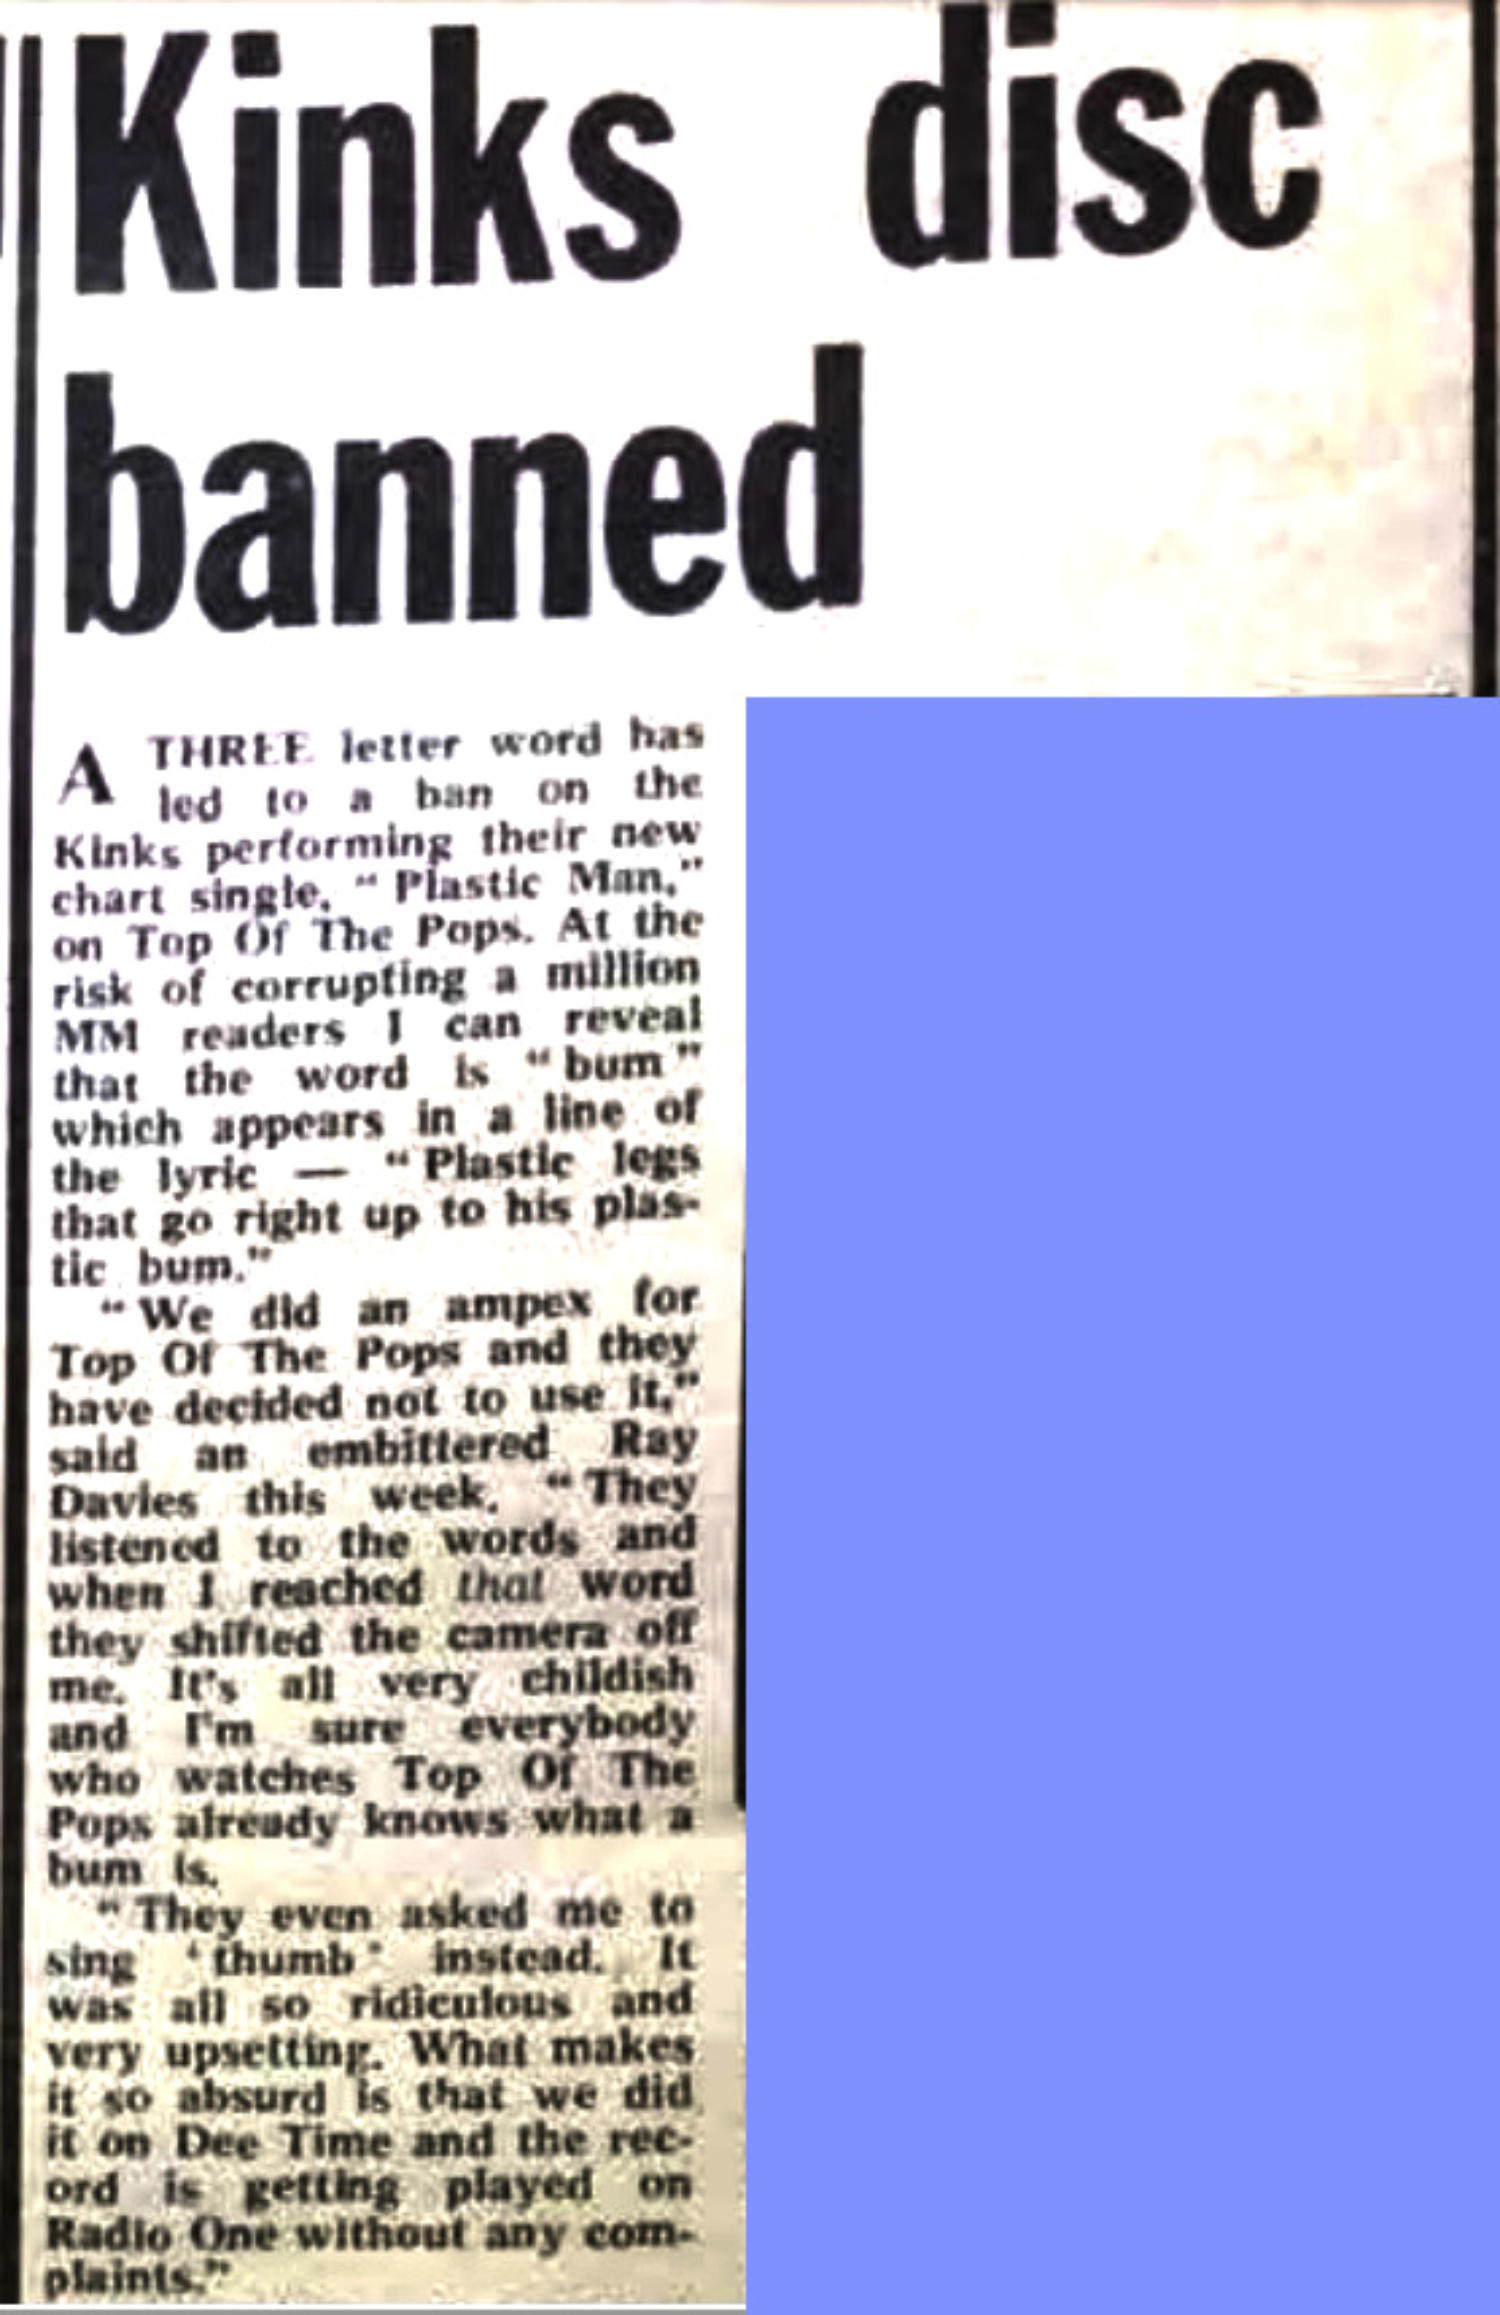 Kinks disc
banned
A THREE letter word has
led to a ban on the
Kinks performing their new
chart single, "Plastic Man,"
on Top Of The Pops. At the
risk of corrupting a million
MM readers I can reveal
that the word is "bum"
which appears in a line of
the lyric — "Plastic legs
that go right up to his plas-
tic bum."
"We did an ampex for
Top Of The Pops and they
have decided not to use it,"
said an embittered Ray
Davies this week. "They
listened to the words and
when I reached that word
they shifted the camera off
me. It's all very childish
and I'm sure everybody
who watches Top Of The
Pops already knows what a
bum is.
"They even asked me to
sing 'thumb' instead. It
was all so ridiculous and
very upsetting. What makes
it so absurd is that we did
it on Dee Time and the rec-
ord is getting played on
Radio One without any com-
plaints."